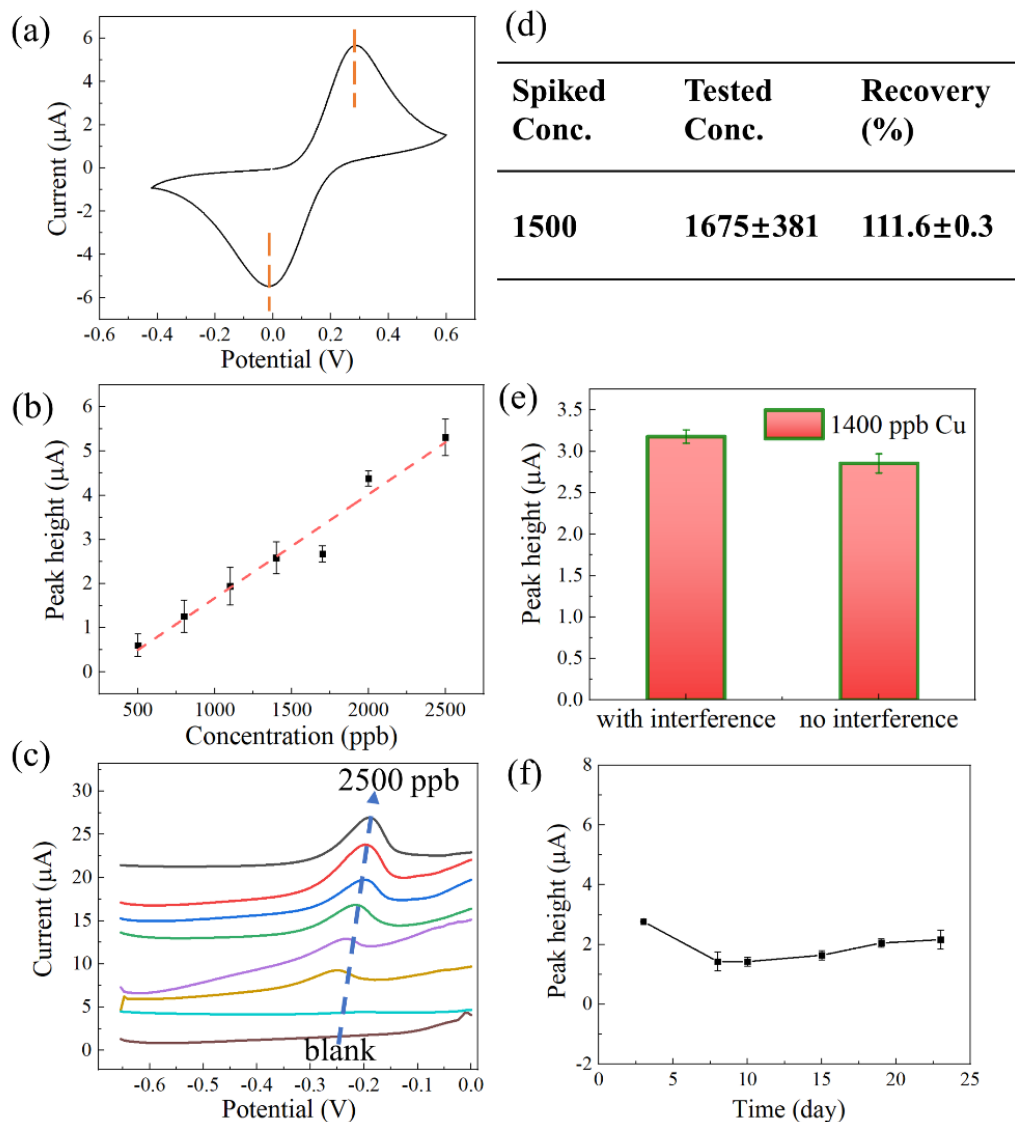 (a)
Current (µA)
6
4
2
0
-2
-4
-6
-0.6 -0.4 -0.2 0.0 0.2 0.4 0.6
Potential (V)
(d)
Spiked Conc. Tested Conc. Recovery (%)
1500 1675±381 111.6±0.3
(b)
Peak height (µA)
6
5
4
3
2
1
0
500 1000 1500 2000 2500
Concentration (ppb)
(e)
Peak height (µA)
3.5
3.0
2.5
2.0
1.5
1.0
0.5
0.0
1400 ppb Cu
with interference no interference
(c)
Current (µA)
30
25
20
15
10
5
0
2500 ppb
blank
-0.6 -0.5 -0.4 -0.3 -0.2 -0.1 0.0
Potential (V)
(f)
Peak height (µA)
8
6
4
2
0
-2
0 5 10 15 20 25
Time (day)